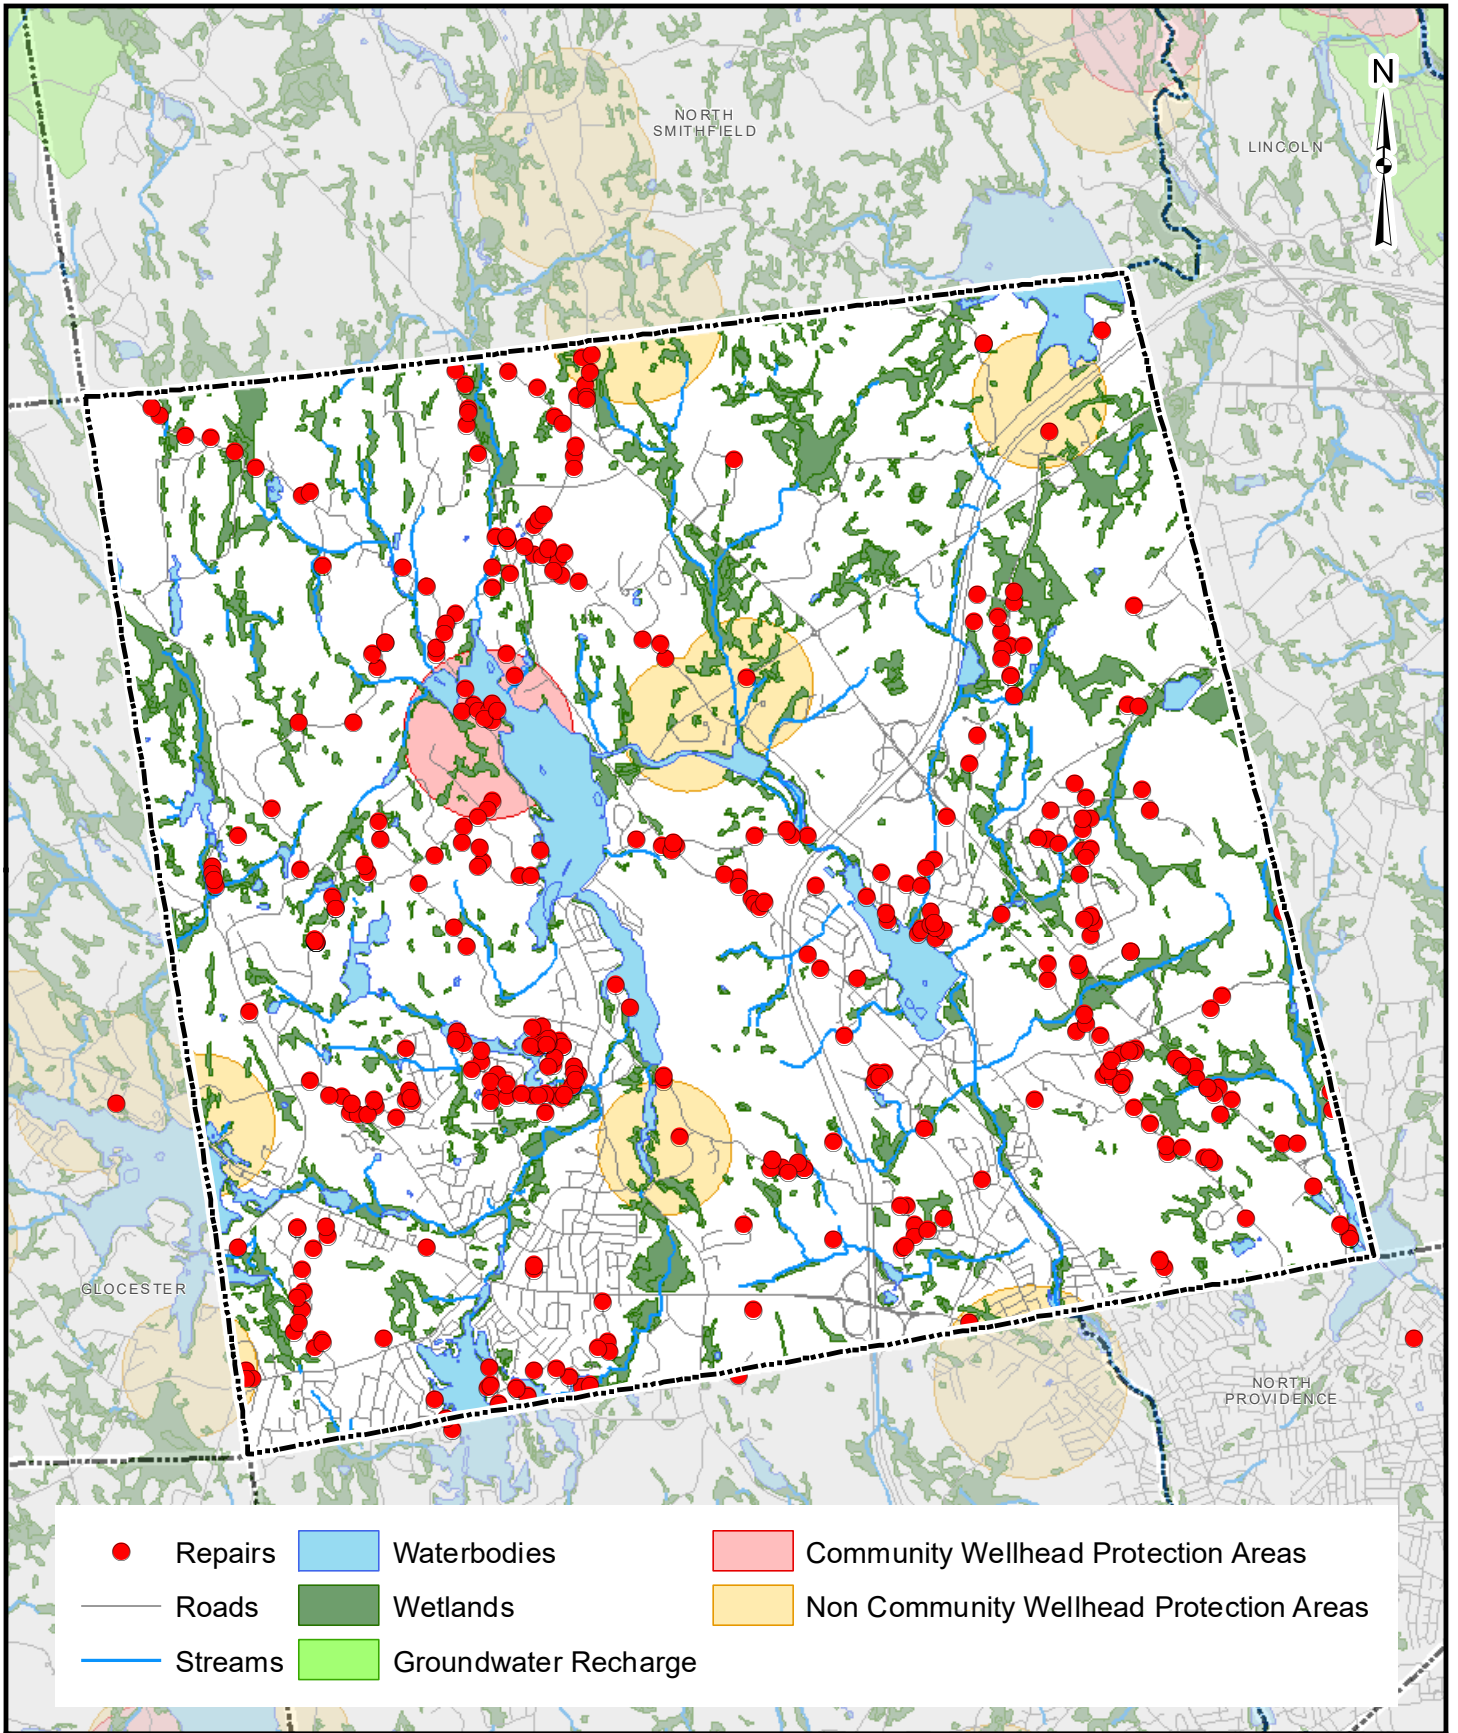 N
NORTH
SMITHFIELD
LINCOLN
GLOCESTER
NORTH
PROVIDENCE
Repairs
Waterbodies
Community Wellhead Protection Areas
Roads
Wetlands
Non Community Wellhead Protection Areas
Streams
Groundwater Recharge